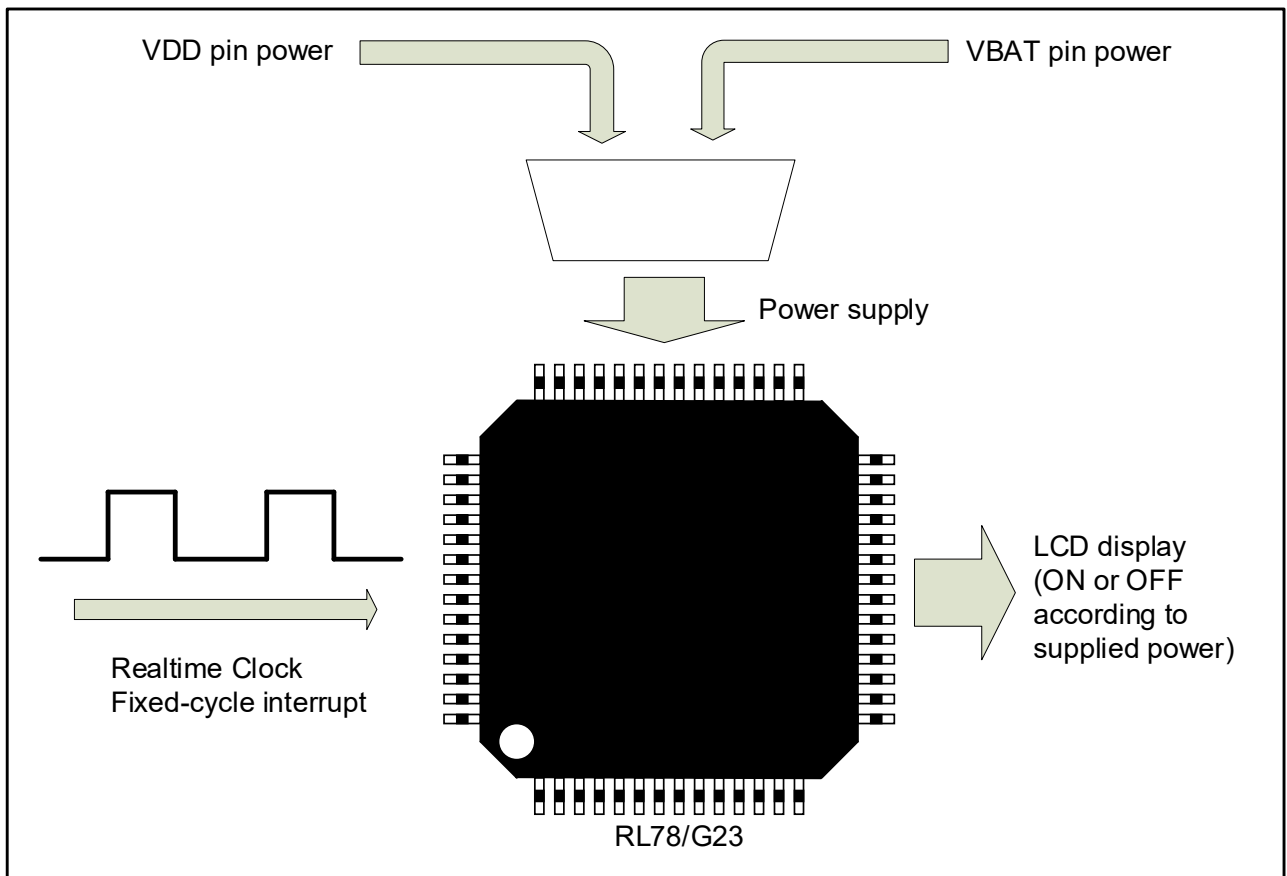 VDD pin power
VBAT pin power
Power supply
Realtime Clock
Fixed-cycle interrupt
LCD display
(ON or OFF
according to
supplied power)
RL78/G23